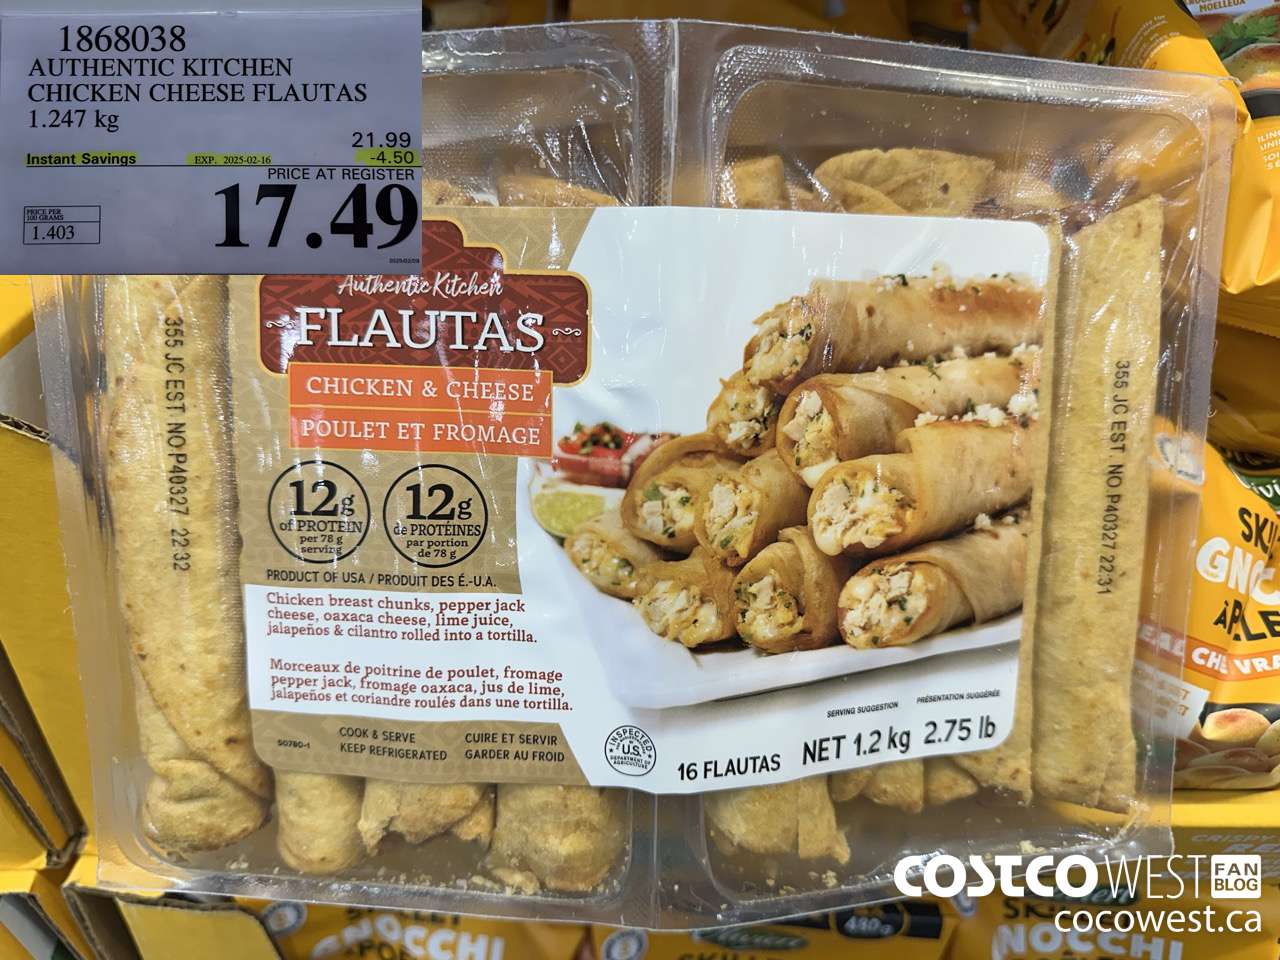 1868038
AUTHENTIC KITCHEN
CHICKEN CHEESE FLAUTAS
1.247 kg
21.99
Instant Savings EXP. 2025-02-16 -4.50
PRICE AT REGISTER
17.49
PRICE PER
100 GRAMS
1.403
MOELLEUX
Authentic Kitchen
FLAUTAS
CHICKEN & CHEESE
POULET ET FROMAGE
12g
of PROTEIN
per 78 g
serving
12g
de PROTÉINES
par portion
de 78 g
PRODUCT OF USA / PRODUIT DES É.-U.A.
Chicken breast chunks, pepper jack
cheese, oaxaca cheese, lime juice,
jalapeños & cilantro rolled into a tortilla.
Morceaux de poitrine de poulet, fromage
pepper jack, fromage oaxaca, jus de lime,
jalapeños et coriandre roulés dans une tortilla.
50780-1
COOK & SERVE
KEEP REFRIGERATED
CUIRE ET SERVIR
GARDER AU FROID
INSPECTED
U.S.
DEPARTMENT OF
AGRICULTURE
SERVING SUGGESTION
PRÉSENTATION SUGGÉRÉE
16 FLAUTAS
NET 1.2 kg 2.75 lb
355 JC EST NO.P40327 22:32
355 JC EST NO.P40327 22:31
COSTCO WEST FAN BLOG
cocowest.ca